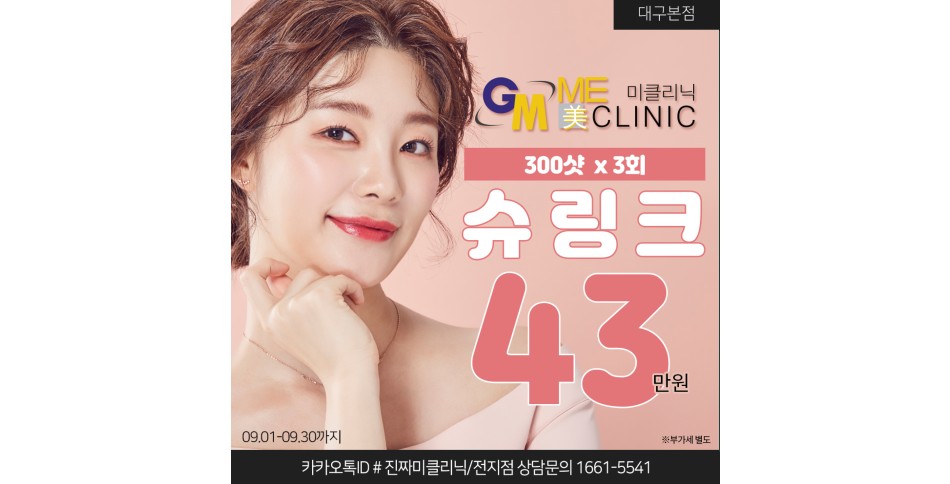 대구본점
GM ME 미클리닉
美 CLINIC
300샷 x 3회
슈링크
43
만원
09.01-09.30까지
※부가세 별도
카카오톡ID # 진짜미클리닉/전지점 상담문의 1661-5541